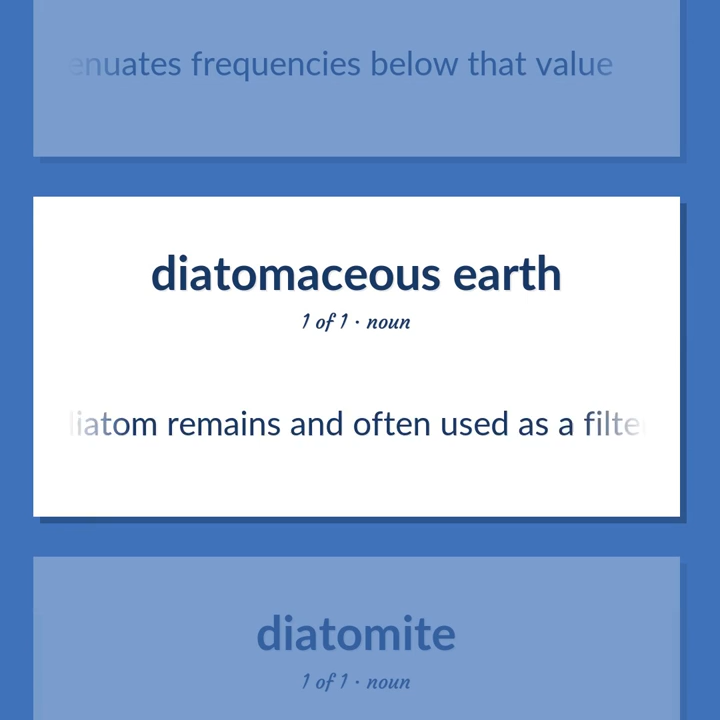 enuates frequencies below that value
diatomaceous earth
1 of 1 · noun
diatom remains and often used as a filte
diatomite
1 of 1 · noun